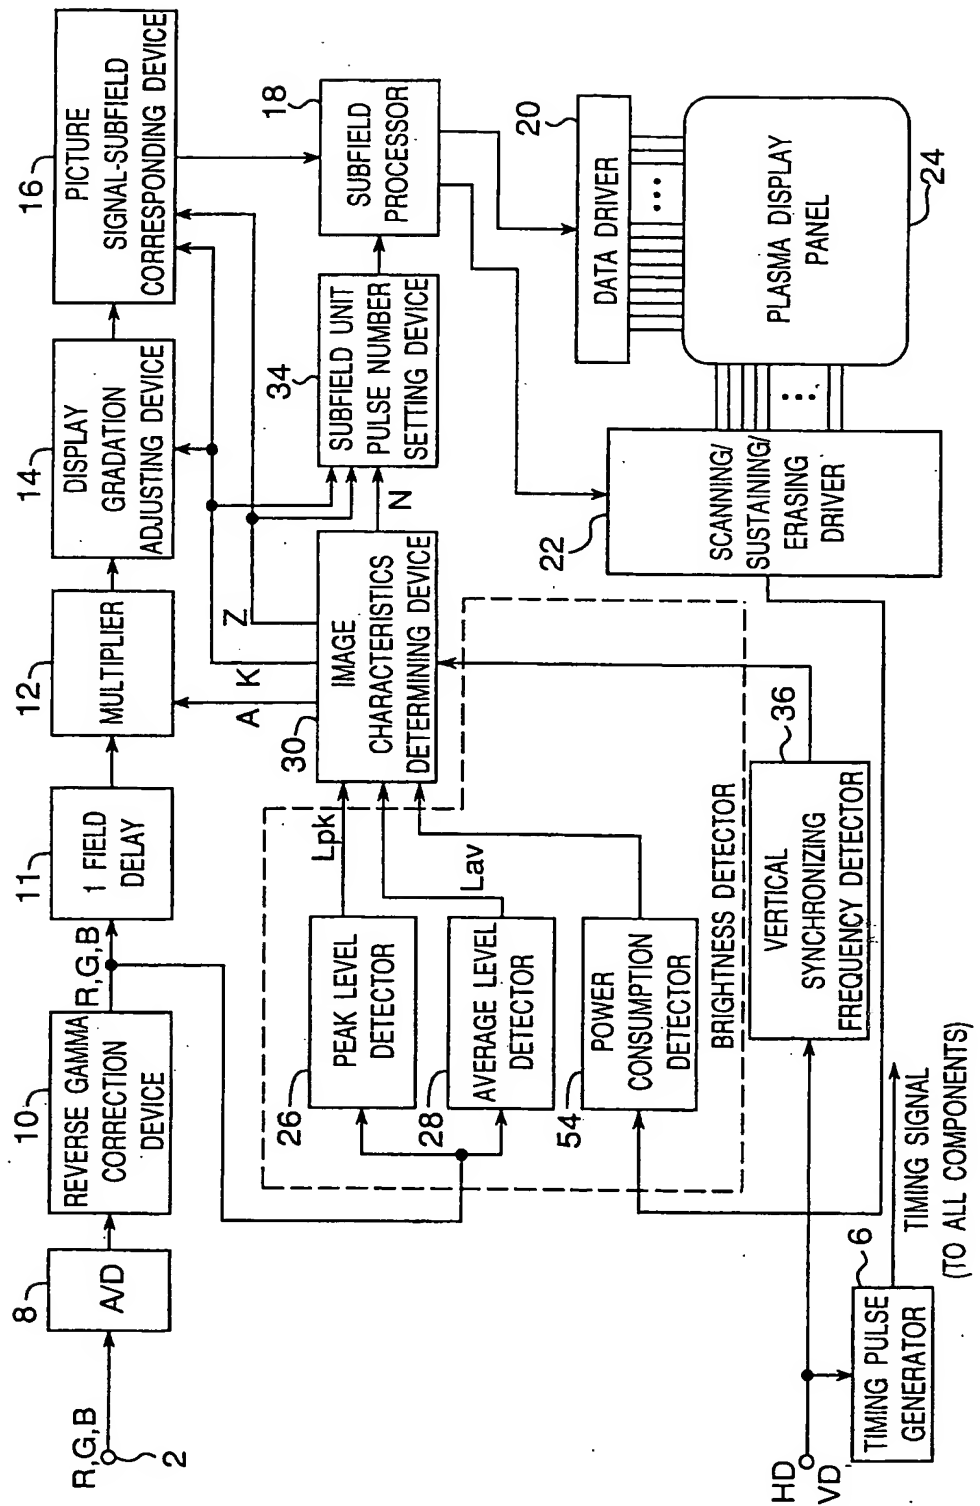 R,G,B
2
8
A/D
10
REVERSE GAMMA
CORRECTION
DEVICE
R,G,B
11
1 FIELD
DELAY
12
MULTIPLIER
14
DISPLAY
GRADATION
ADJUSTING DEVICE
16
PICTURE
SIGNAL-SUBFIELD
CORRESPONDING DEVICE
A
K
Z
26
PEAK LEVEL
DETECTOR
Lpk
28
AVERAGE LEVEL
DETECTOR
Lav
54
POWER
CONSUMPTION
DETECTOR
BRIGHTNESS DETECTOR
30
IMAGE
CHARACTERISTICS
DETERMINING DEVICE
N
34
SUBFIELD UNIT
PULSE NUMBER
SETTING DEVICE
18
SUBFIELD
PROCESSOR
20
DATA DRIVER
22
SCANNING/
SUSTAINING/
ERASING
DRIVER
PLASMA DISPLAY
PANEL
24
36
VERTICAL
SYNCHRONIZING
FREQUENCY DETECTOR
HD
VD
6
TIMING PULSE
GENERATOR
TIMING SIGNAL
(TO ALL COMPONENTS)